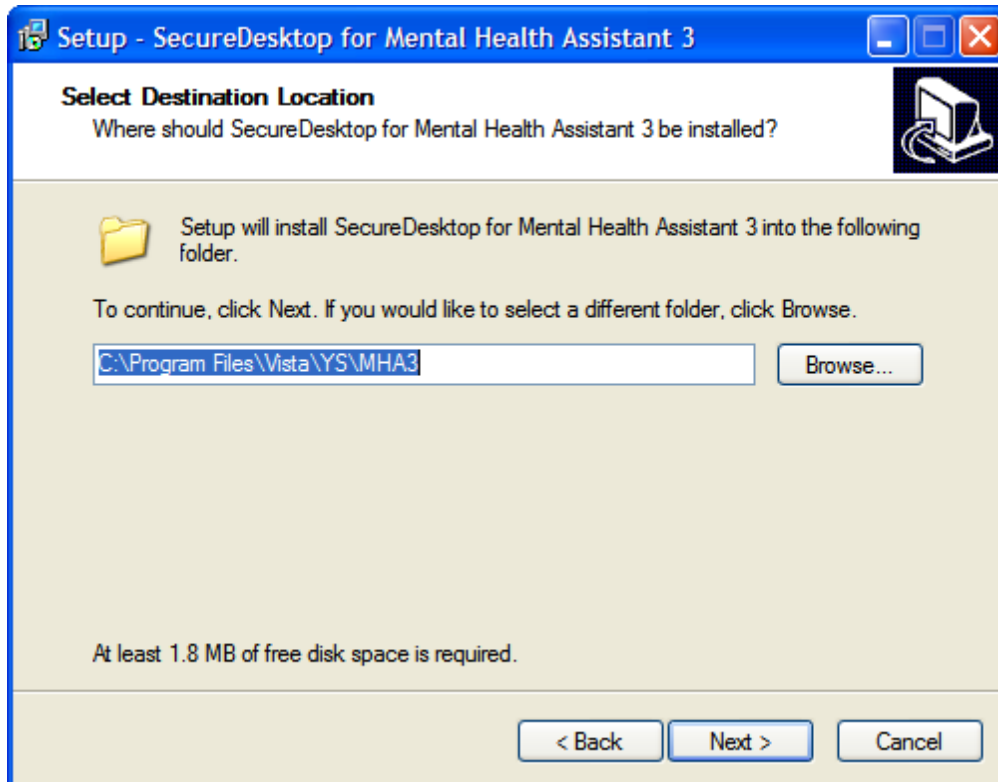 Setup - SecureDesktop for Mental Health Assistant 3
Select Destination Location
Where should SecureDesktop for Mental Health Assistant 3 be installed?
Setup will install SecureDesktop for Mental Health Assistant 3 into the following
folder.
To continue, click Next. If you would like to select a different folder, click Browse.
C:\Program Files\Vista\YS\MHA3
Browse...
At least 1.8 MB of free disk space is required.
< Back
Next >
Cancel